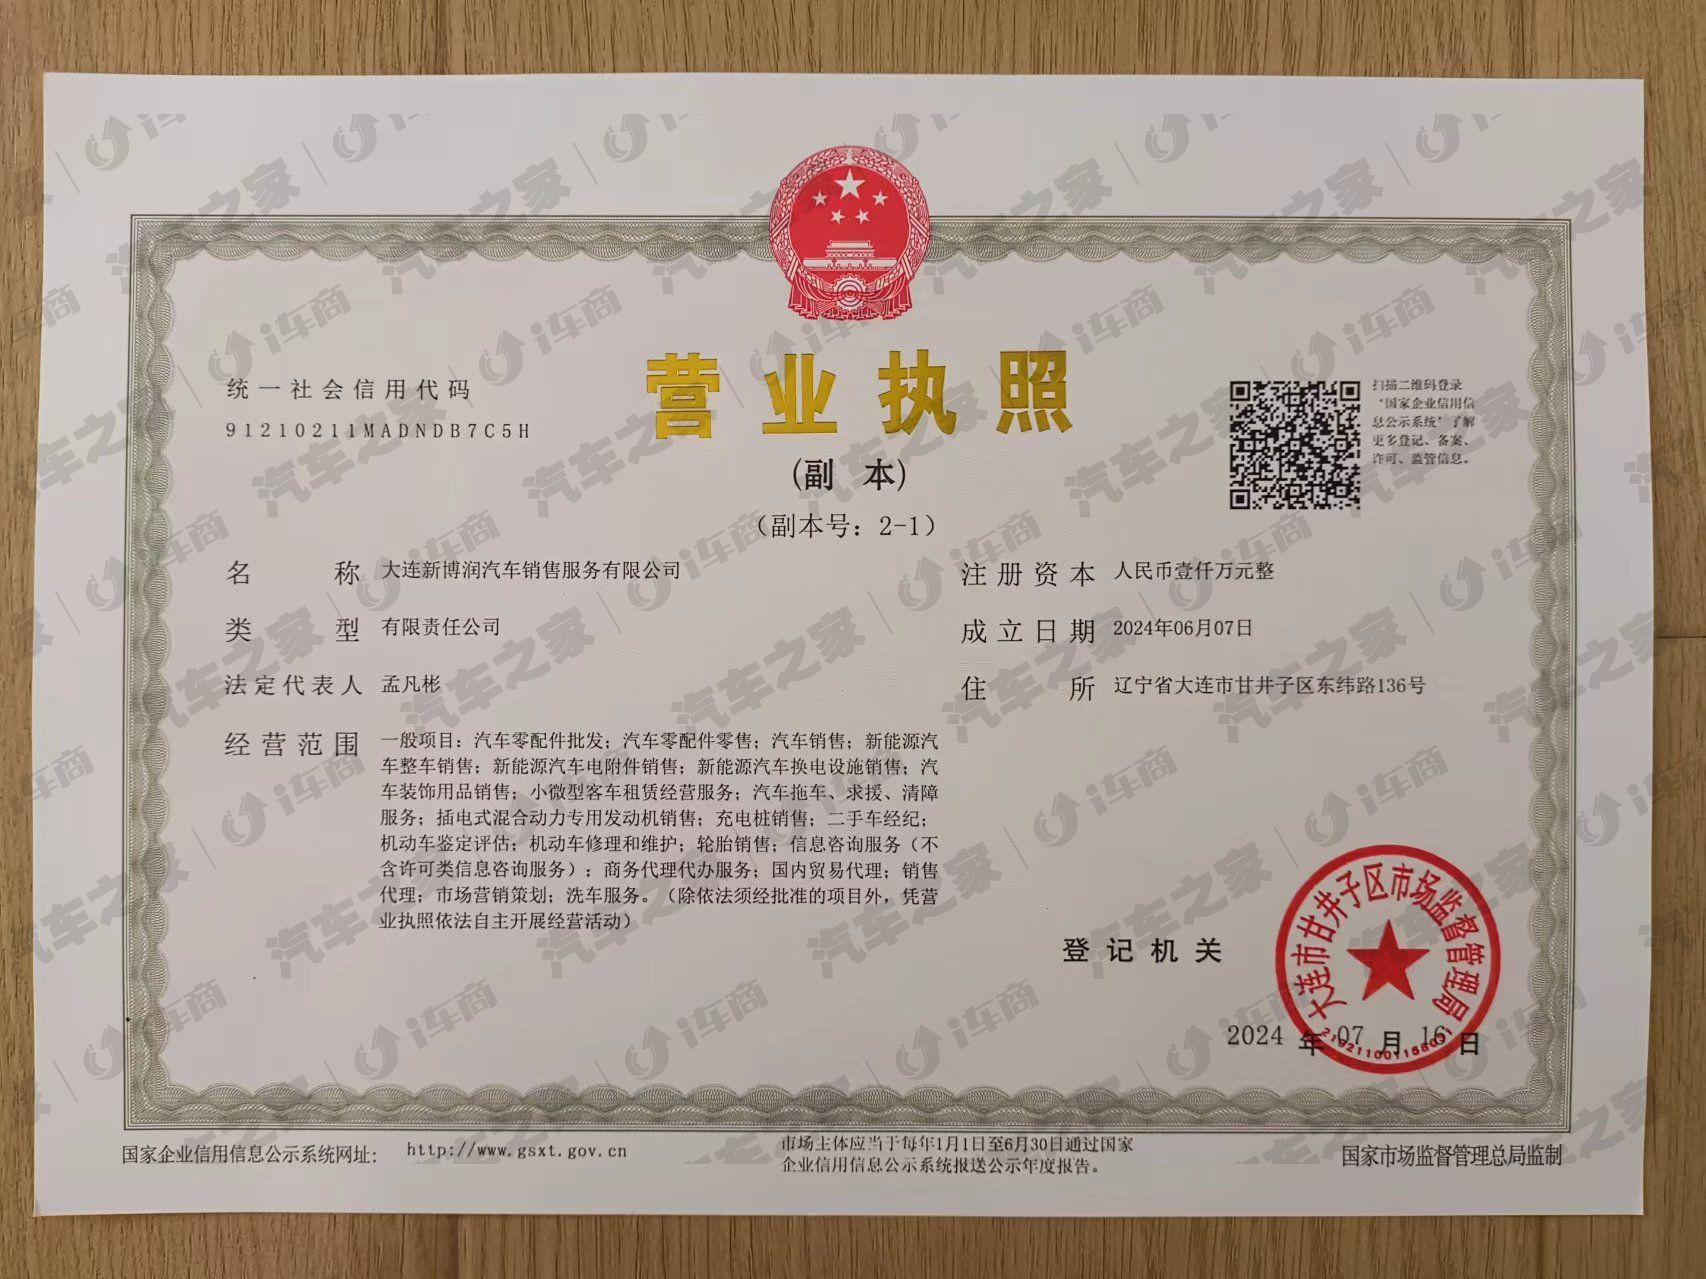 营业执照
(副 本)
（副本号：2-1）
统一社会信用代码
91210211MADNDB7C5H
扫描二维码登录
“国家企业信用信
息公示系统”了解
更多登记、备案、
许可、监管信息。
名 称 大连新博润汽车销售服务有限公司
类 型 有限责任公司
法定代表人 孟凡彬
经营范围 一般项目：汽车零配件批发；汽车零配件零售；汽车销售；新能源汽
车整车销售；新能源汽车电附件销售；新能源汽车换电设施销售；汽
车装饰用品销售；小微型客车租赁经营服务；汽车拖车、求援、清障
服务；插电式混合动力专用发动机销售；充电桩销售；二手车经纪；
机动车鉴定评估；机动车修理和维护；轮胎销售；信息咨询服务（不
含许可类信息咨询服务）；商务代理代办服务；国内贸易代理；销售
代理；市场营销策划；洗车服务。（除依法须经批准的项目外，凭营
业执照依法自主开展经营活动）
注册资本 人民币壹仟万元整
成立日期 2024年06月07日
住 所 辽宁省大连市甘井子区东纬路136号
登记机关
大连市甘井子区市场监督管理局
2024 年 07 月 16 日
国家企业信用信息公示系统网址：
http://www.gsxt.gov.cn
市场主体应当于每年1月1日至6月30日通过国家
企业信用信息公示系统报送公示年度报告。
国家市场监督管理总局监制
汽车之家 | i车商